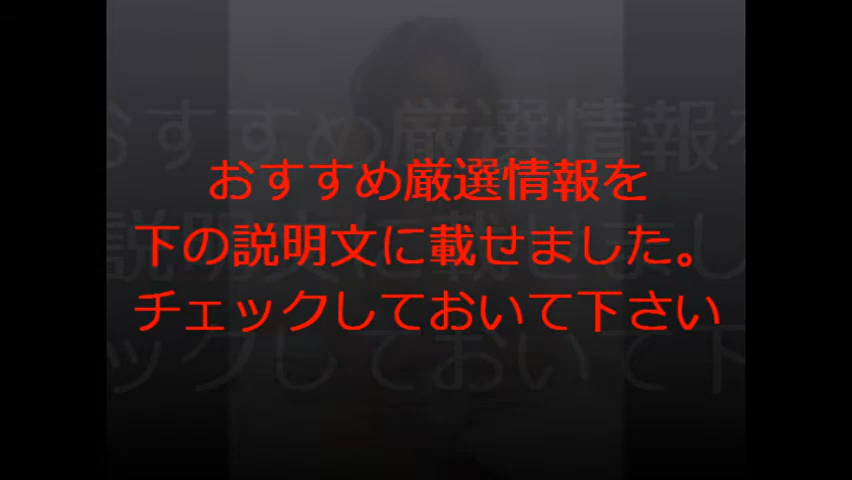 おすすめ厳選情報を
下の説明文に載せました。
チェックしておいて下さい